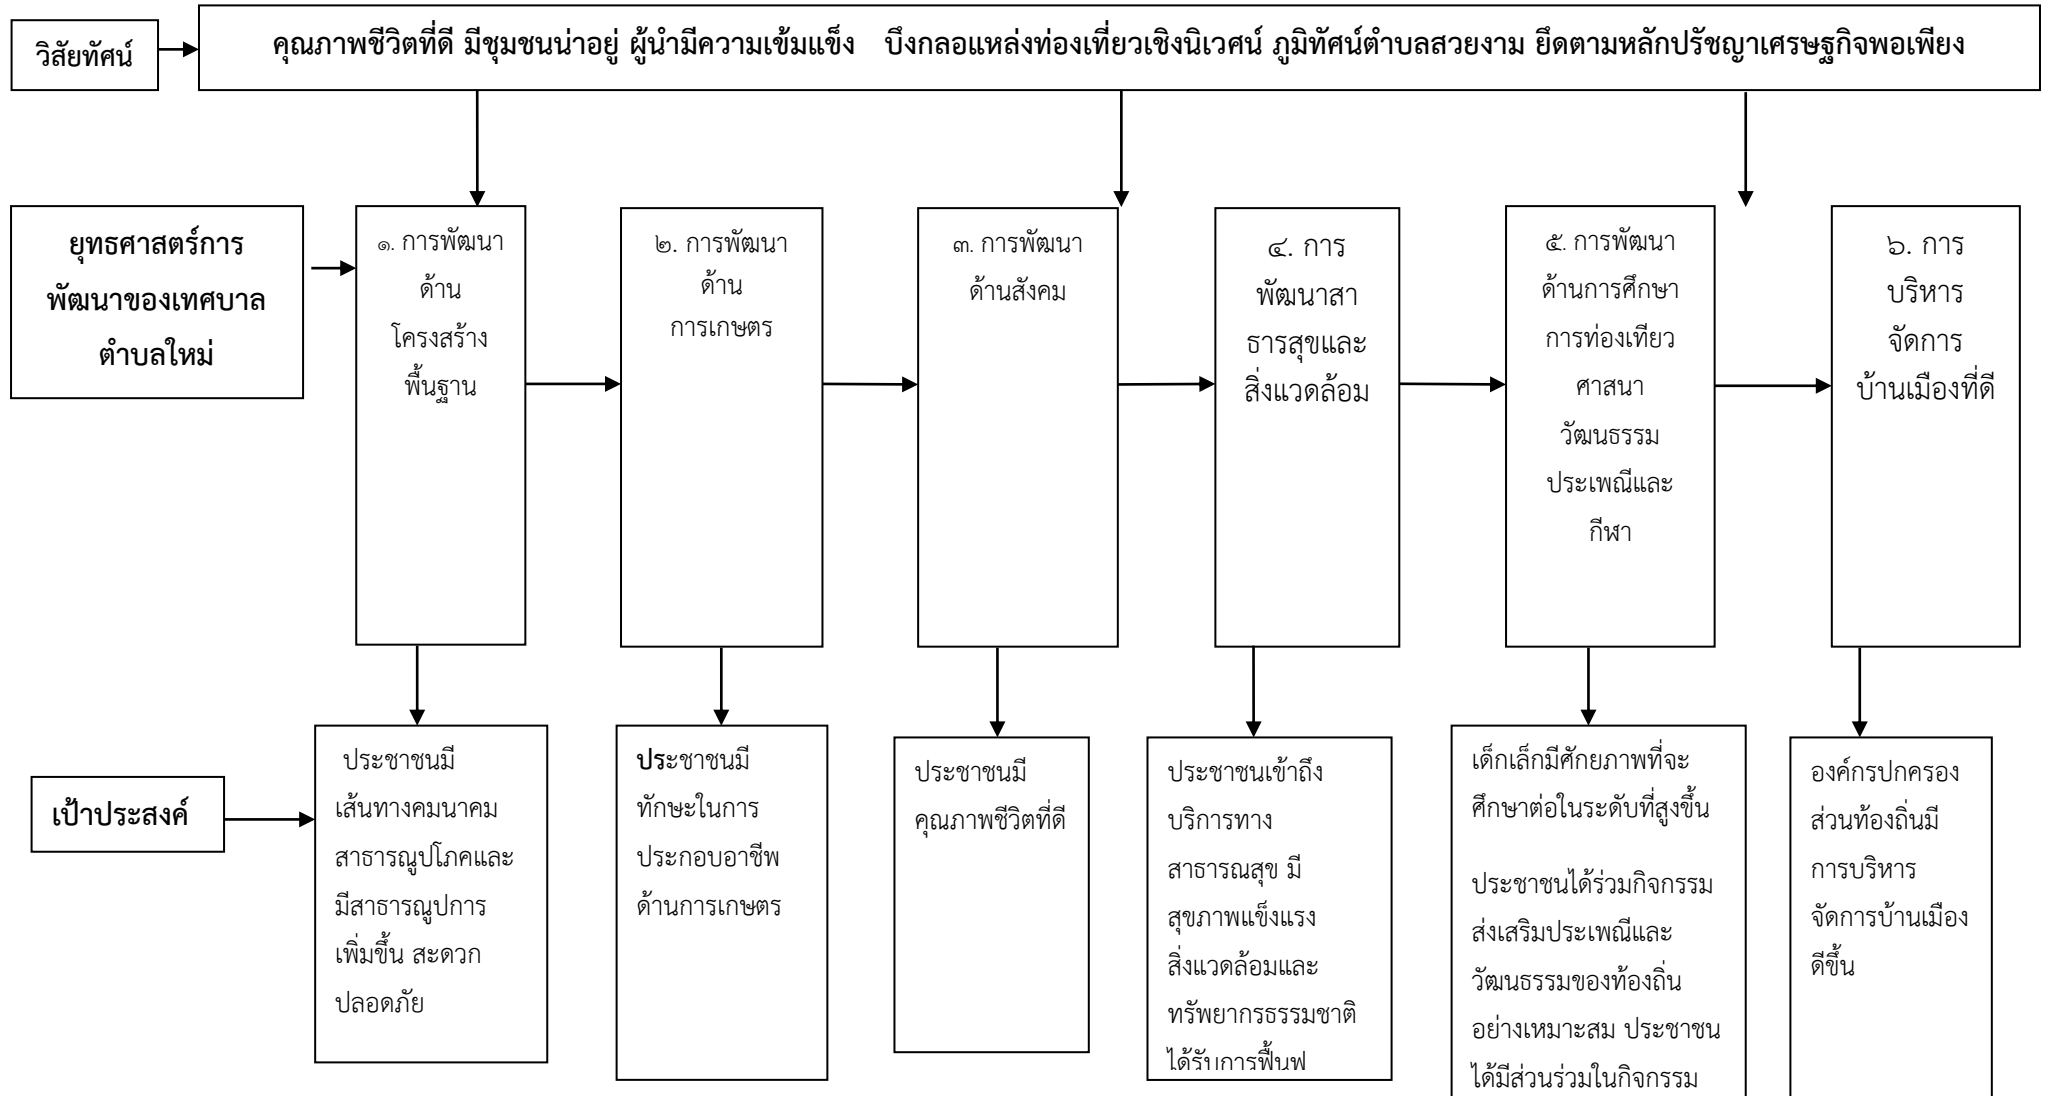 วิสัยทัศน์
คุณภาพชีวิตที่ดี มีชุมชนน่าอยู่ ผู้นำมีความเข้มแข็ง บึงกลอแหล่งท่องเที่ยวเชิงนิเวศน์ ภูมิทัศน์ตำบลสวยงาม ยึดตามหลักปรัชญาเศรษฐกิจพอเพียง
ยุทธศาสตร์การ
พัฒนาของเทศบาล
ตำบลใหม่
๑. การพัฒนา
ด้าน
โครงสร้าง
พื้นฐาน
๒. การพัฒนา
ด้าน
การเกษตร
๓. การพัฒนา
ด้านสังคม
๔. การ
พัฒนาสา
ธารสุขและ
สิ่งแวดล้อม
๕. การพัฒนา
ด้านการศึกษา
การท่องเทียว
ศาสนา
วัฒนธรรม
ประเพณีและ
กีฬา
๖. การ
บริหาร
จัดการ
บ้านเมืองที่ดี
เป้าประสงค์
ประชาชนมี
เส้นทางคมนาคม
สาธารณูปโภคและ
มีสาธารณูปการ
เพิ่มขึ้น สะดวก
ปลอดภัย
ประชาชนมี
ทักษะในการ
ประกอบอาชีพ
ด้านการเกษตร
ประชาชนมี
คุณภาพชีวิตที่ดี
ประชาชนเข้าถึง
บริการทาง
สาธารณสุข มี
สุขภาพแข็งแรง
สิ่งแวดล้อมและ
ทรัพยากรธรรมชาติ
ได้รับการฟื้นฟ
เด็กเล็กมีศักยภาพที่จะ
ศึกษาต่อในระดับที่สูงขึ้น
ประชาชนได้ร่วมกิจกรรม
ส่งเสริมประเพณีและ
วัฒนธรรมของท้องถิ่น
อย่างเหมาะสม ประชาชน
ได้มีส่วนร่วมในกิจกรรม
องค์กรปกครอง
ส่วนท้องถิ่นมี
การบริหาร
จัดการบ้านเมือง
ดีขึ้น